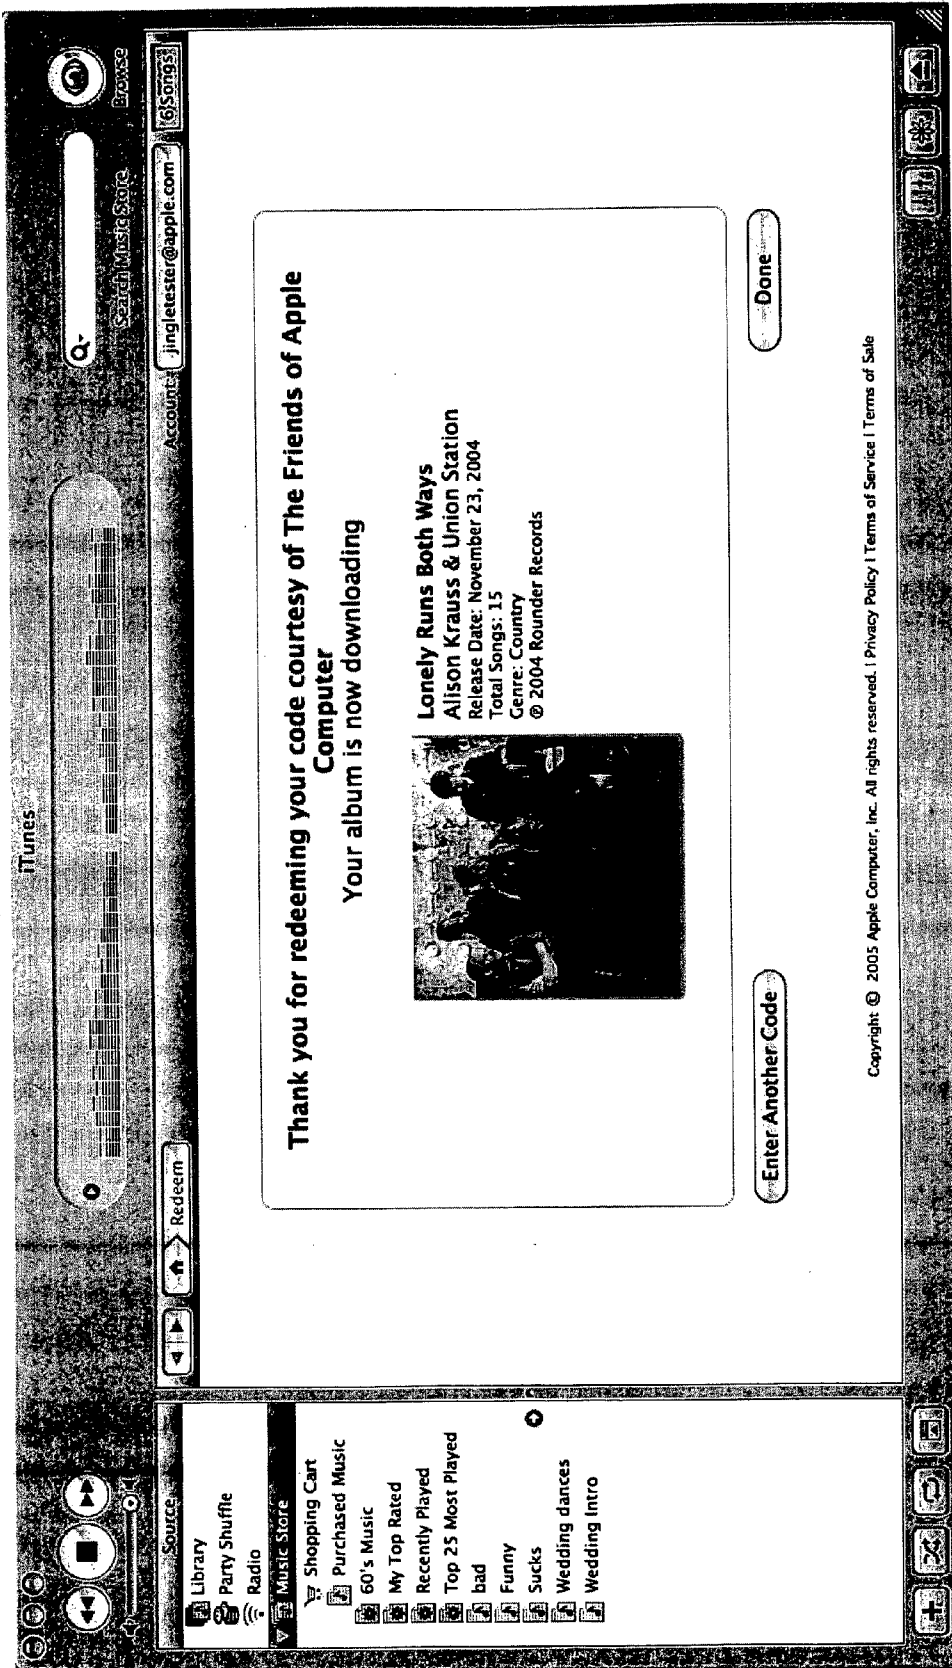 iTunes
Search Music Store
Browse
Source
Library
Party Shuffle
Radio
Music Store
Shopping Cart
Purchased Music
60's Music
My Top Rated
Recently Played
Top 25 Most Played
bad
Funny
Sucks
Wedding dances
Wedding Intro
Redeem
Account: jingletester@apple.com
6 Songs
Thank you for redeeming your code courtesy of The Friends of Apple
Computer
Your album is now downloading
Lonely Runs Both Ways
Alison Krauss & Union Station
Release Date: November 23, 2004
Total Songs: 15
Genre: Country
℗ 2004 Rounder Records
Enter Another Code
Done
Copyright © 2005 Apple Computer, Inc. All rights reserved. | Privacy Policy | Terms of Service | Terms of Sale